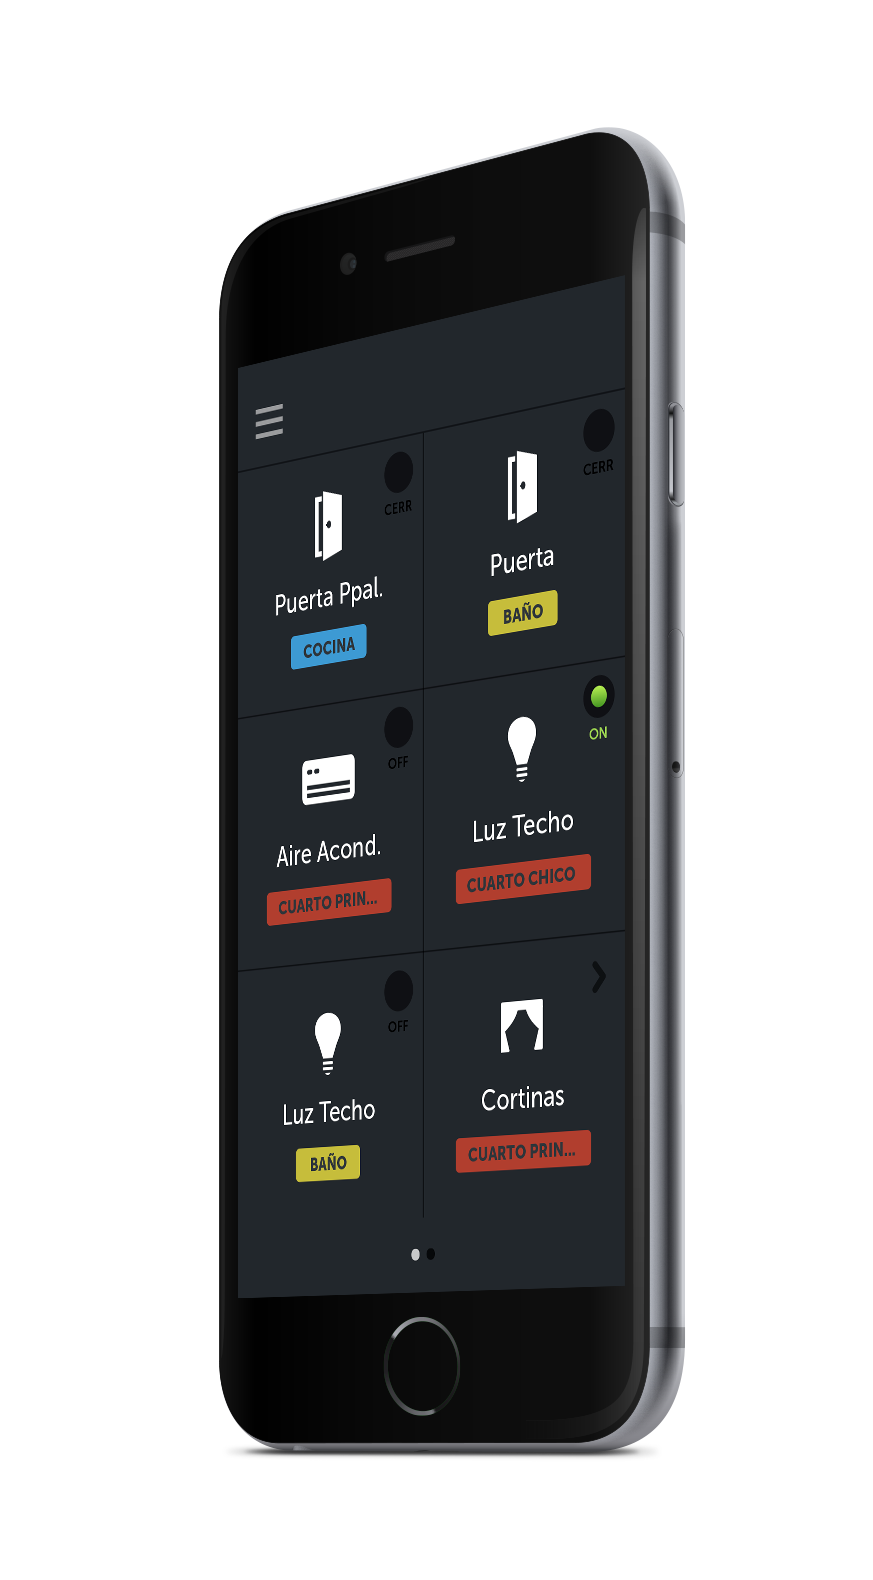 CERR
Puerta Ppal.
COCINA
CERR
Puerta
BAÑO
OFF
Aire Acond.
CUARTO PRIN...
ON
Luz Techo
CUARTO CHICO
OFF
Luz Techo
BAÑO
Cortinas
CUARTO PRIN...